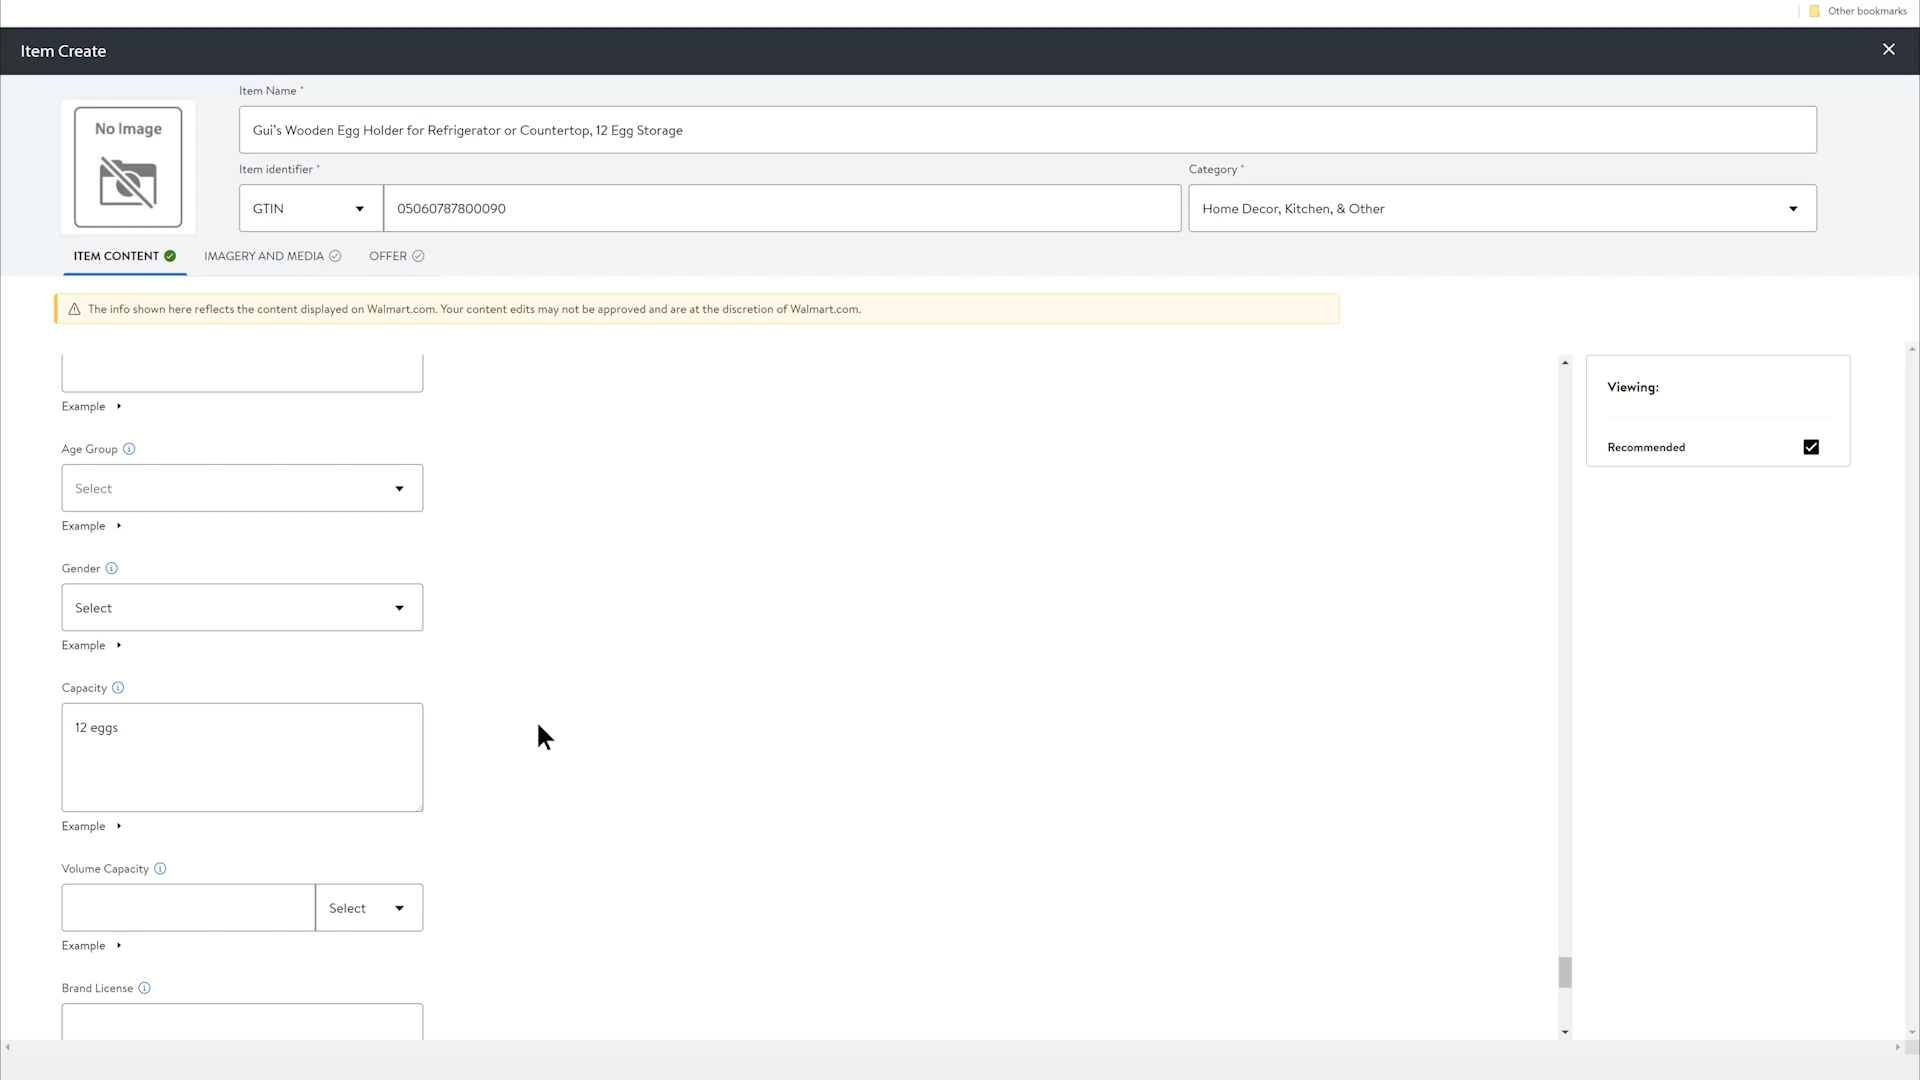 Other bookmarks
Item Create
No Image
Item Name *
Gui's Wooden Egg Holder for Refrigerator or Countertop, 12 Egg Storage
Item identifier *
Category *
GTIN
05060787800090
Home Decor, Kitchen, & Other
ITEM CONTENT
IMAGERY AND MEDIA
OFFER
The info shown here reflects the content displayed on Walmart.com. Your content edits may not be approved and are at the discretion of Walmart.com.
Viewing:
Recommended
Example
Age Group
Select
Example
Gender
Select
Example
Capacity
12 eggs
Example
Volume Capacity
Select
Example
Brand License